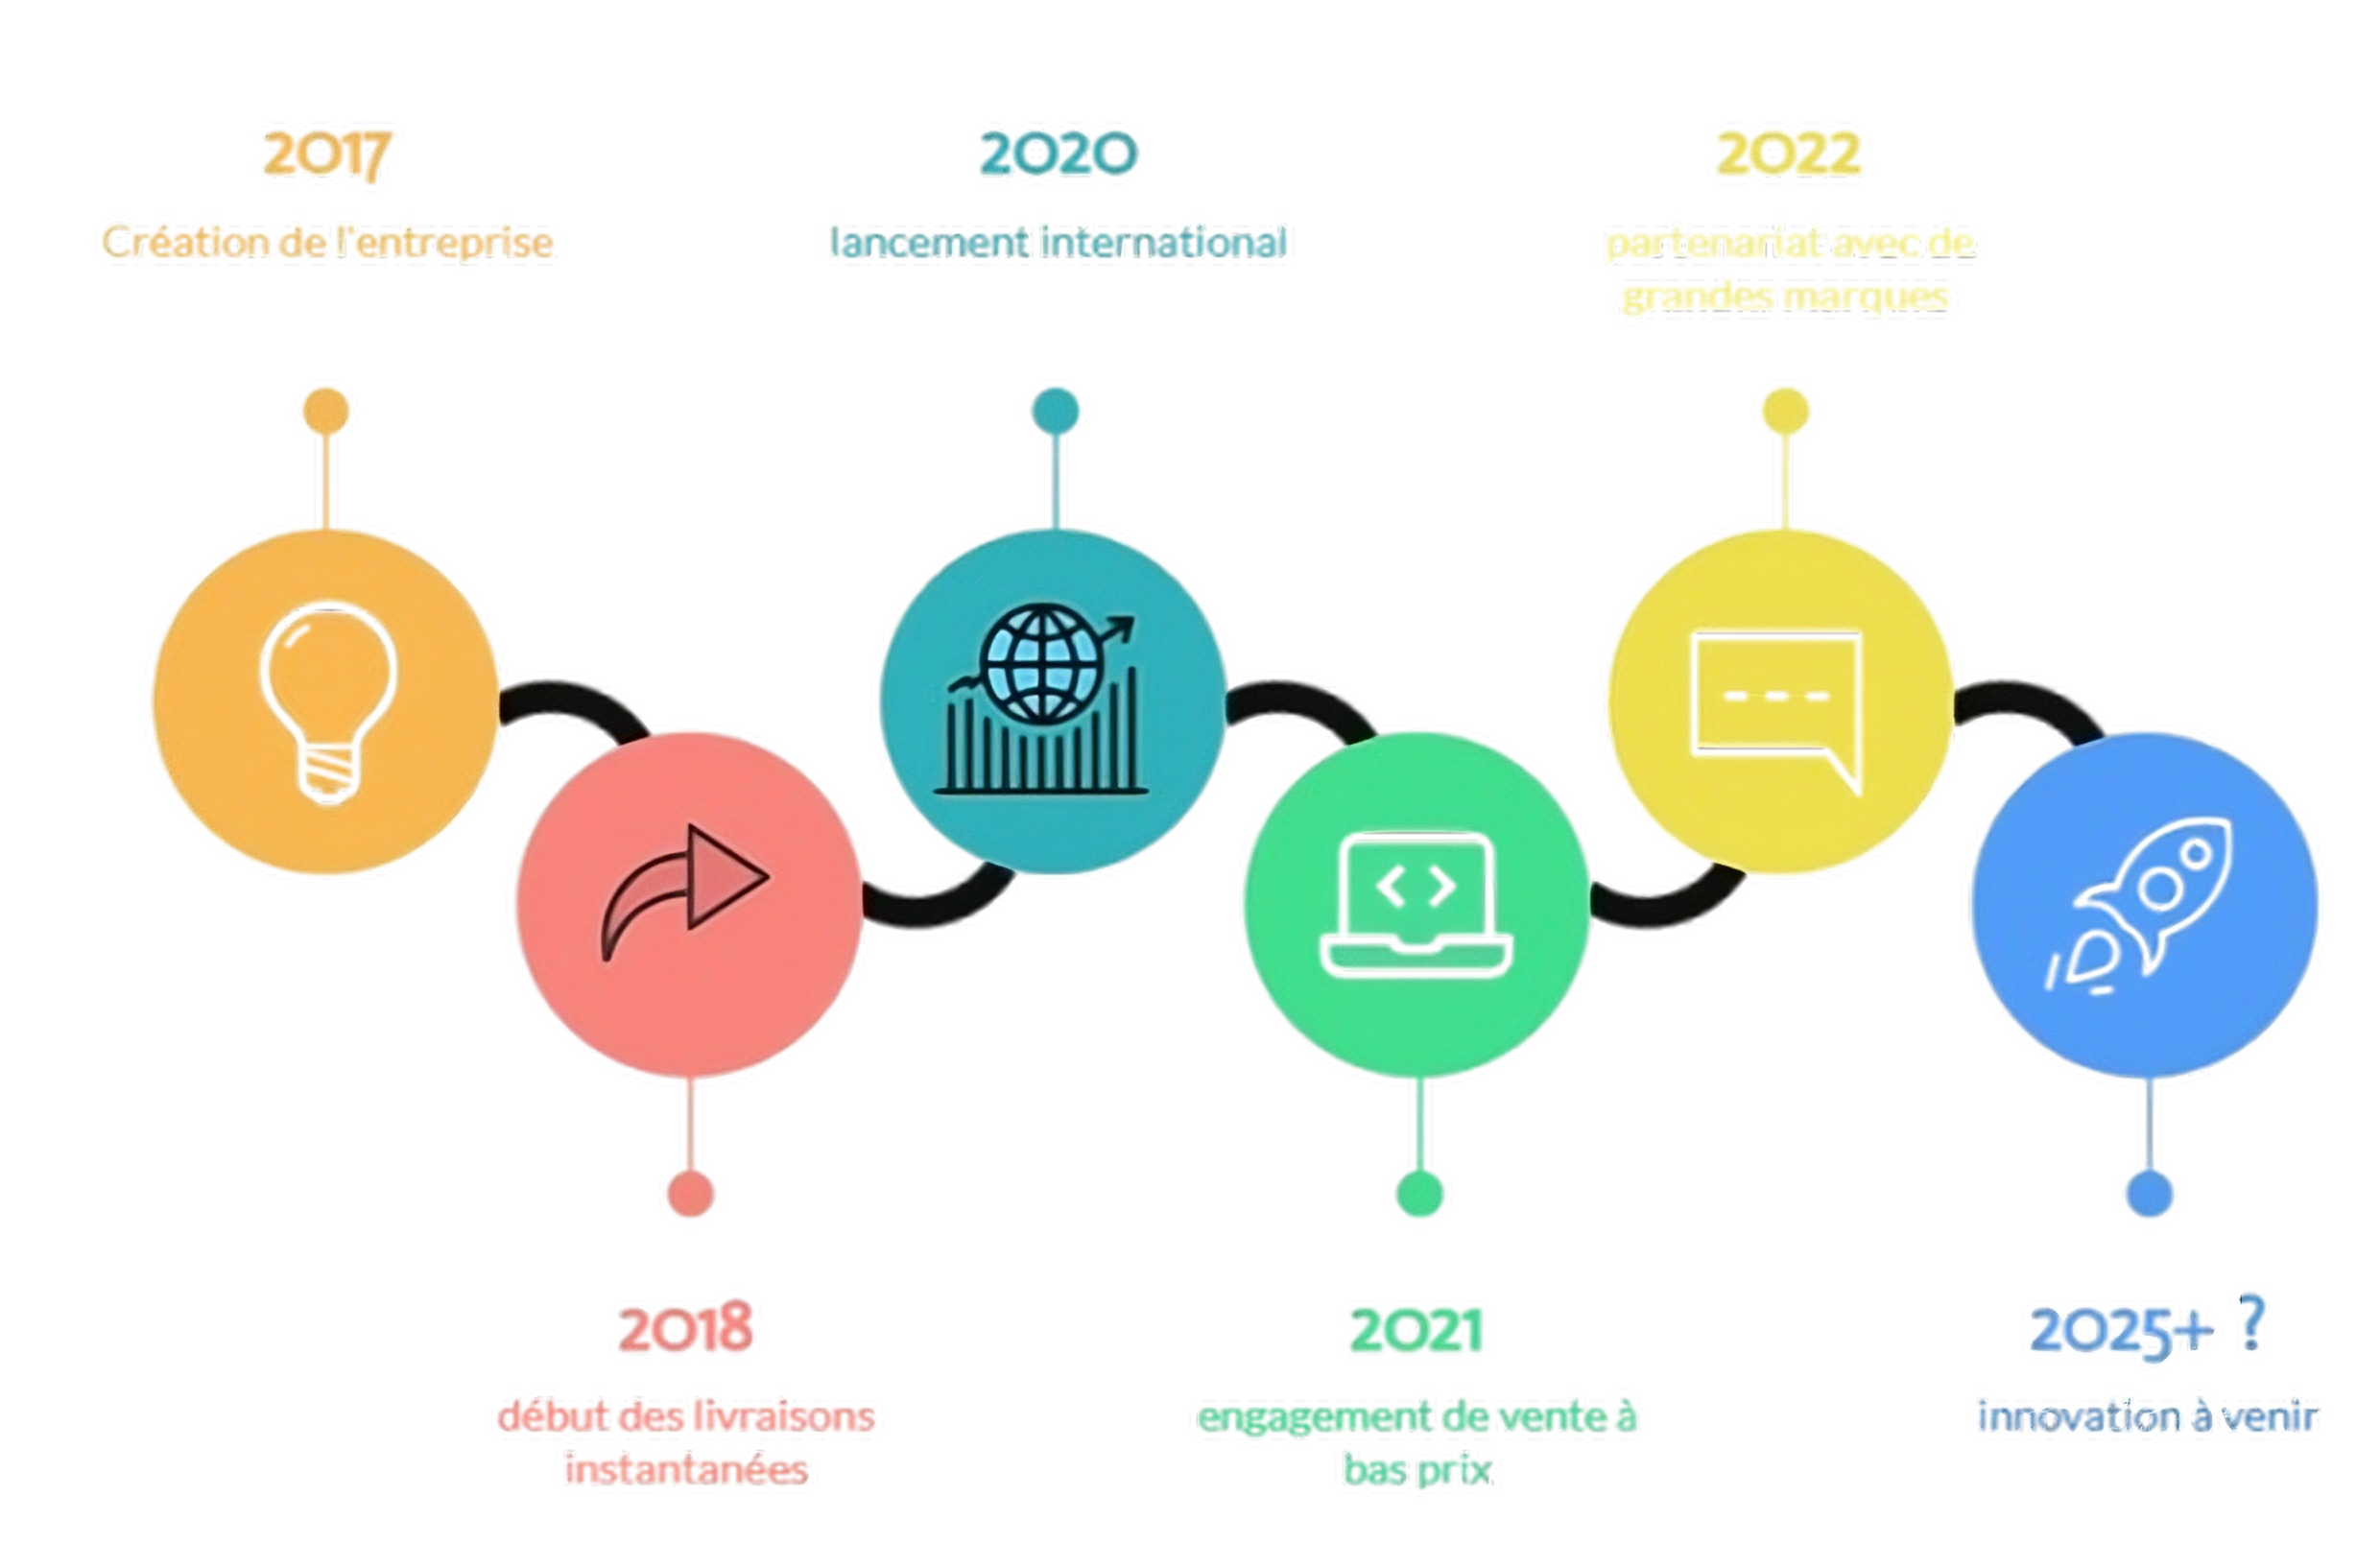 2017
Création de l'entreprise
2018
début des livraisons
instantanées
2020
lancement international
2021
engagement de vente à
bas prix
2022
partenariat avec de
grandes marques
2025+ ?
innovation à venir